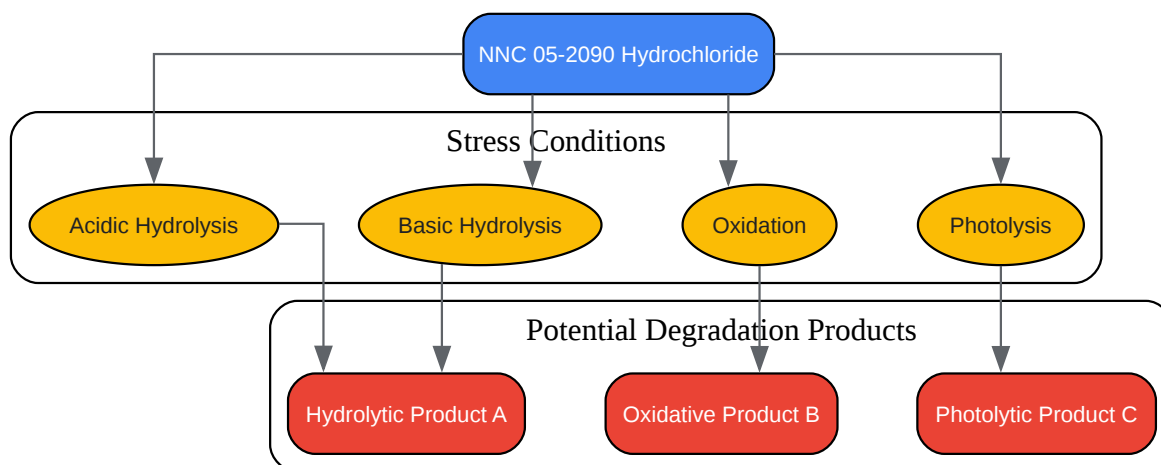 NNC 05-2090 Hydrochloride
Stress Conditions
Acidic Hydrolysis
Basic Hydrolysis
Oxidation
Photolysis
Potential Degradation Products
Hydrolytic Product A
Oxidative Product B
Photolytic Product C